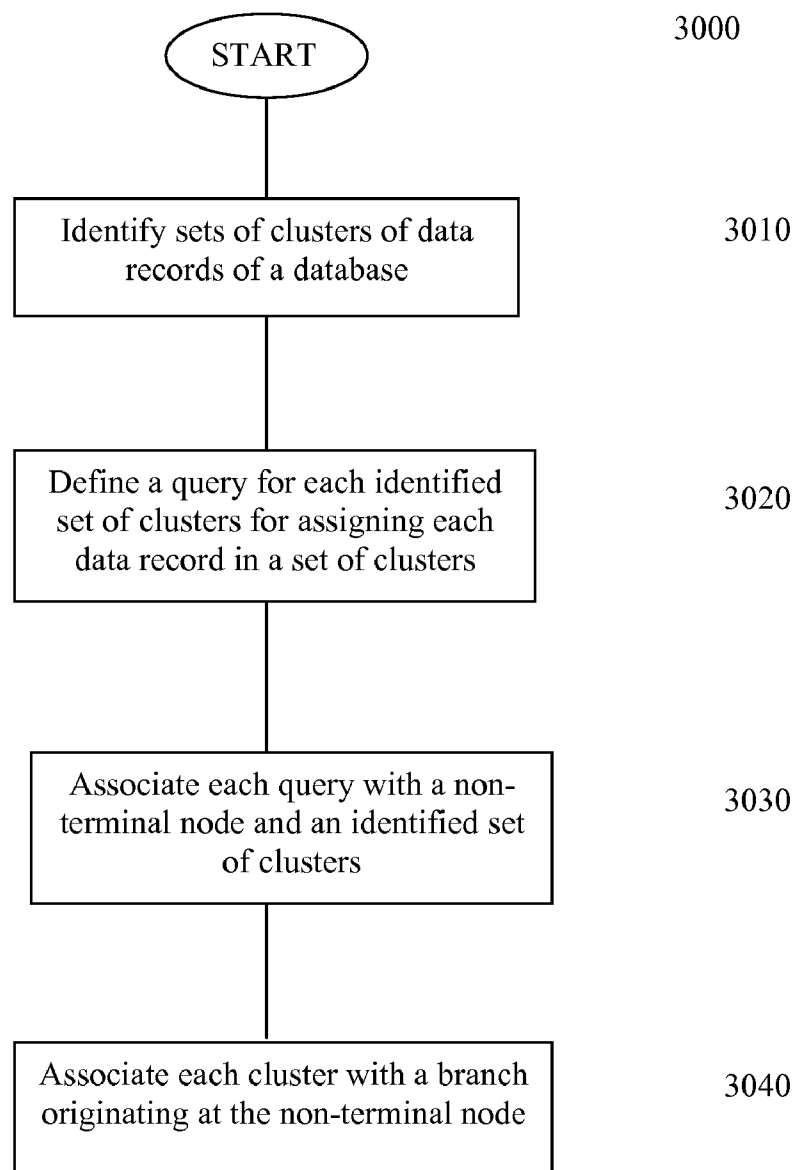 START
3000
Identify sets of clusters of data
records of a database
3010
Define a query for each identified
set of clusters for assigning each
data record in a set of clusters
3020
Associate each query with a non-
terminal node and an identified set
of clusters
3030
Associate each cluster with a branch
originating at the non-terminal node
3040